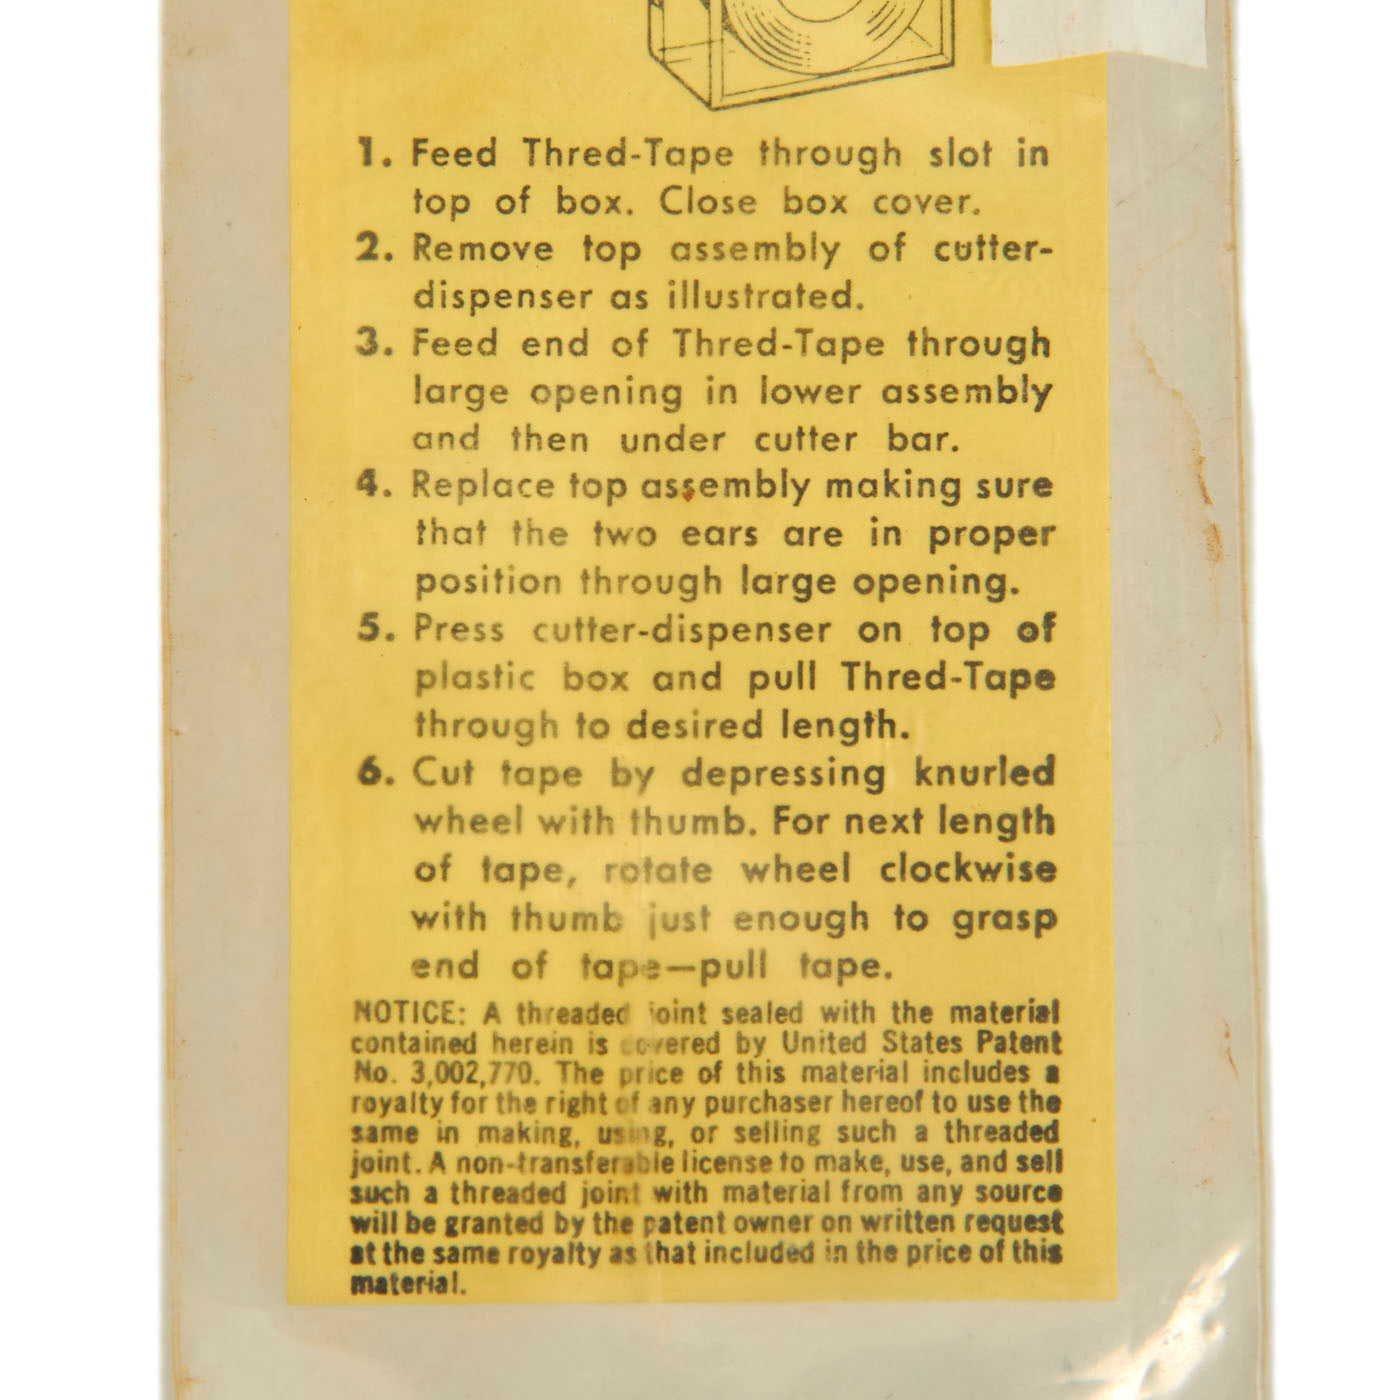 1. Feed Thred-Tape through slot in
top of box. Close box cover.
2. Remove top assembly of cutter-
dispenser as illustrated.
3. Feed end of Thred-Tape through
large opening in lower assembly
and then under cutter bar.
4. Replace top assembly making sure
that the two ears are in proper
position through large opening.
5. Press cutter-dispenser on top of
plastic box and pull Thred-Tape
through to desired length.
6. Cut tape by depressing knurled
wheel with thumb. For next length
of tape, rotate wheel clockwise
with thumb just enough to grasp
end of tape—pull tape.
NOTICE: A threaded joint sealed with the material
contained herein is covered by United States Patent
No. 3,002,770. The price of this material includes a
royalty for the right of any purchaser hereof to use the
same in making, using, or selling such a threaded
joint. A non-transferable license to make, use, and sell
such a threaded joint with material from any source
will be granted by the patent owner on written request
at the same royalty as that included in the price of this
material.